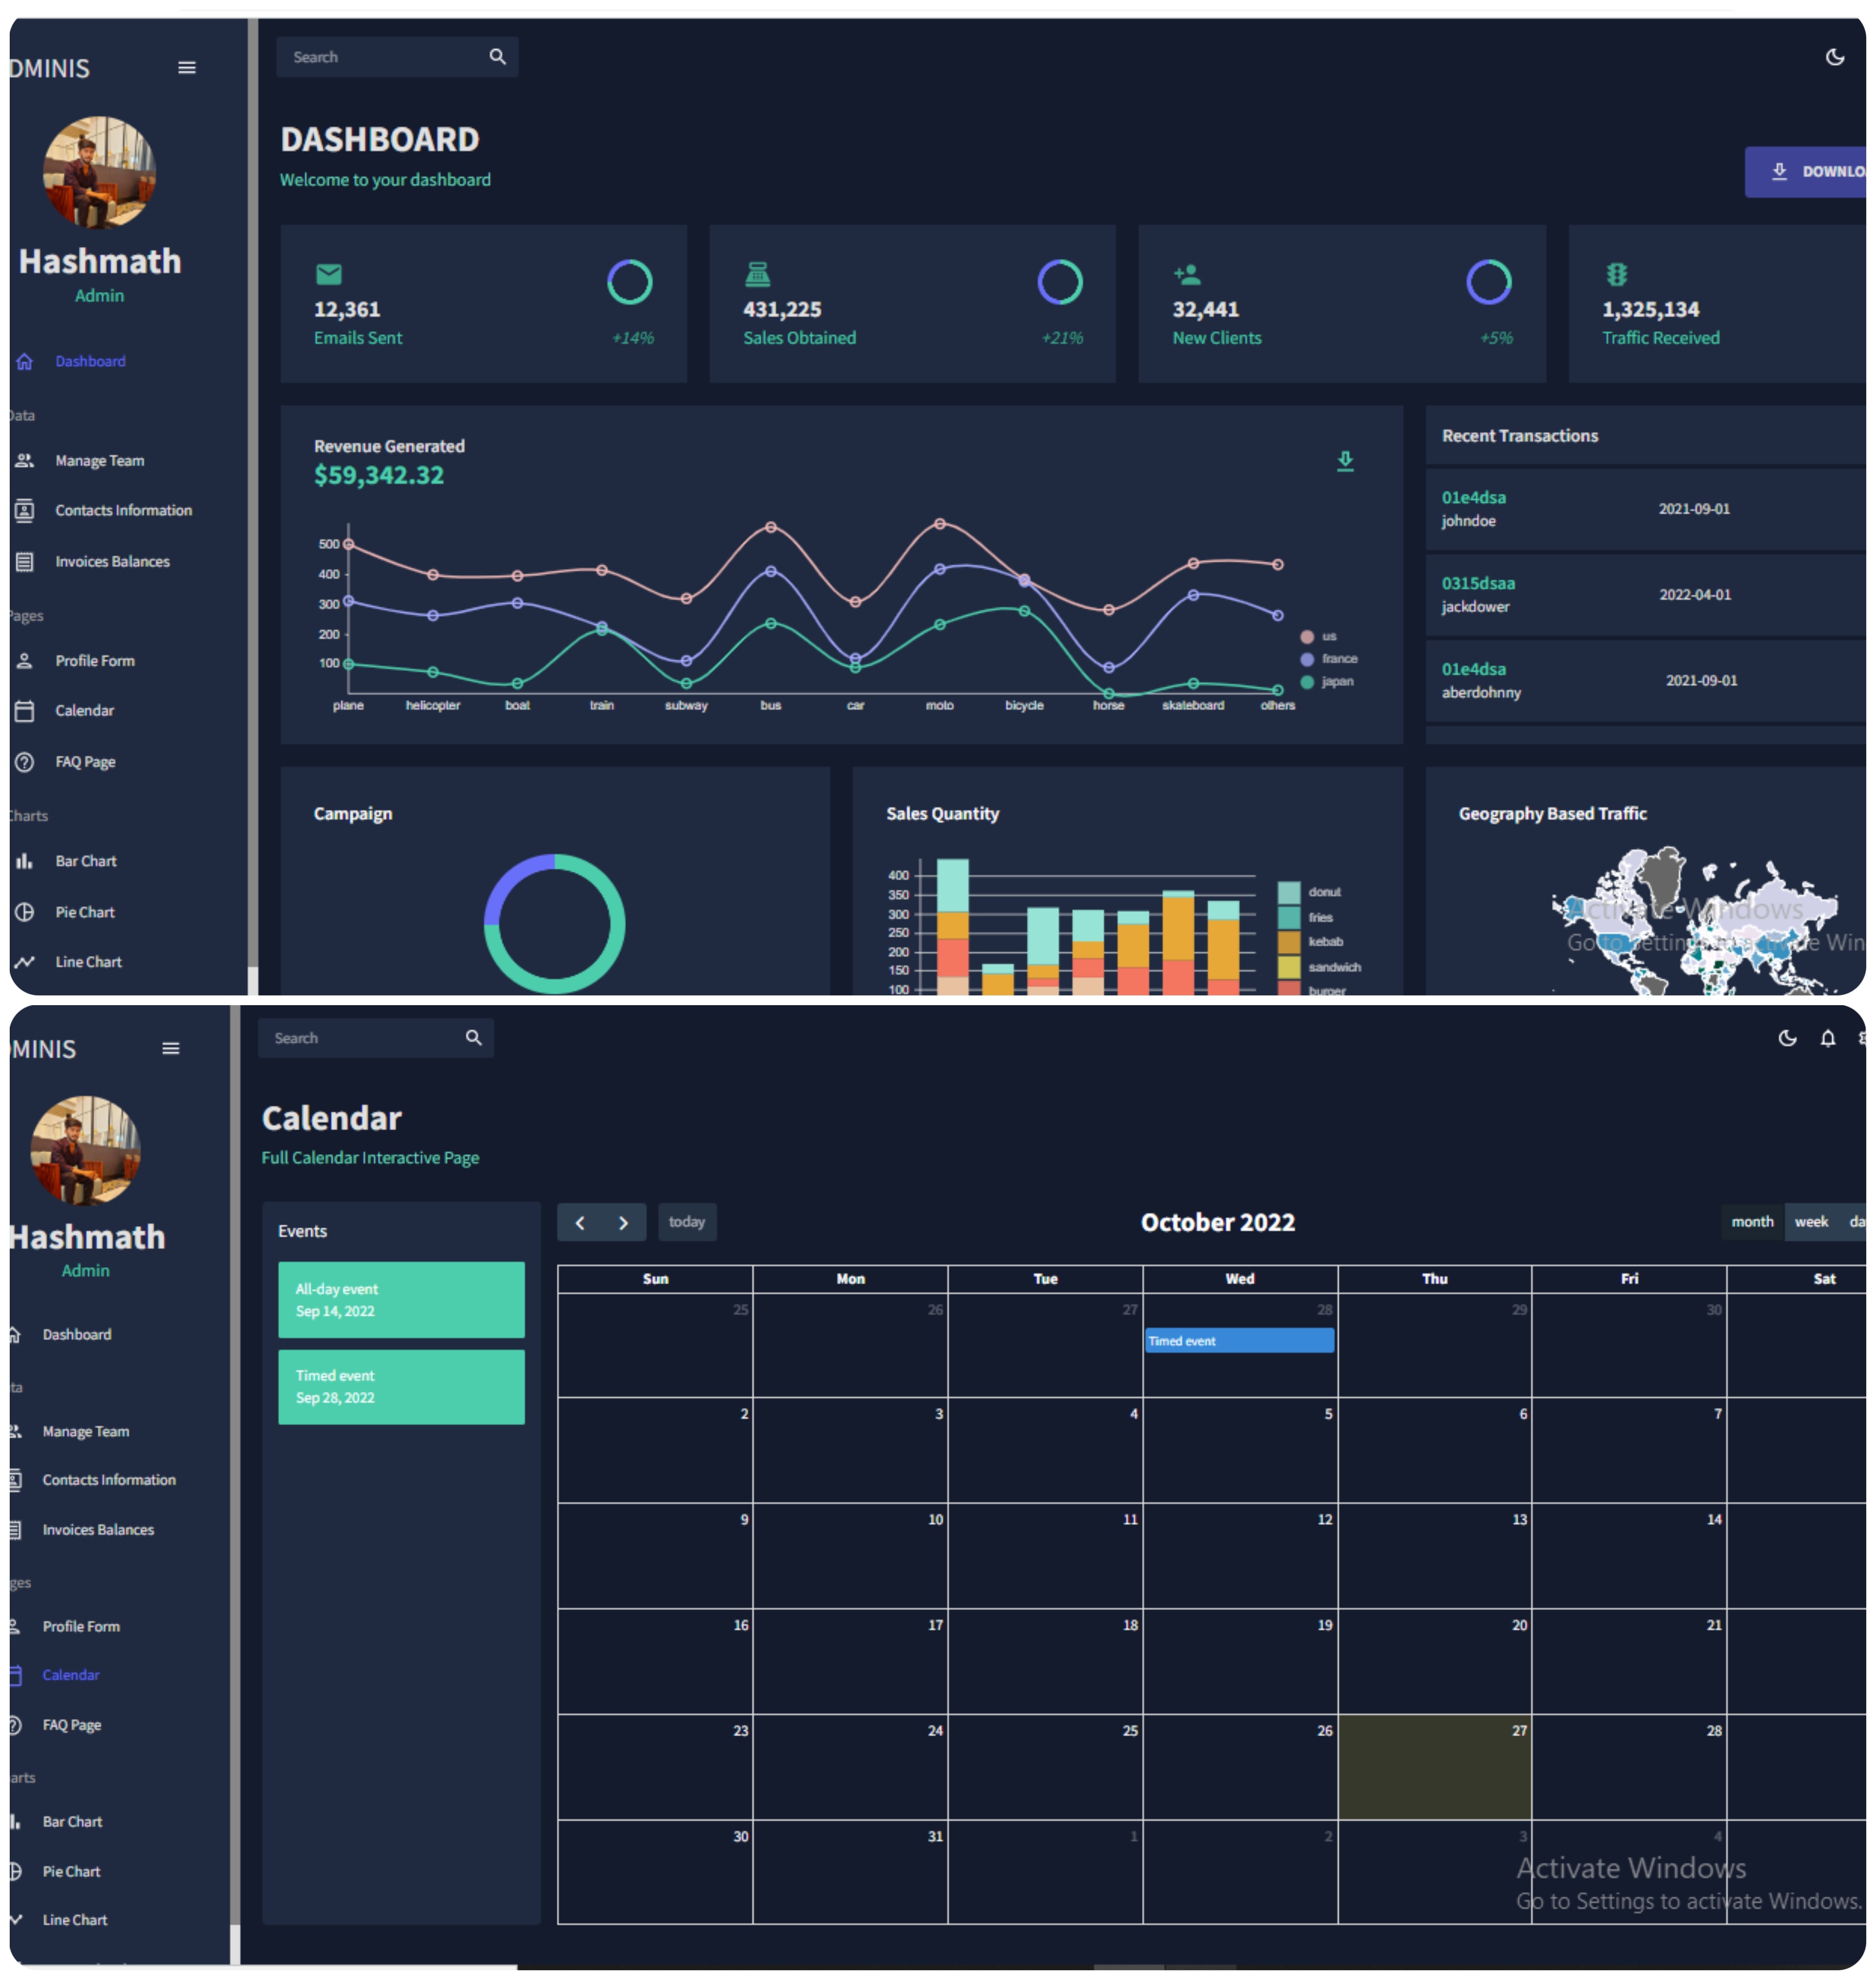 DMINIS
Search
Hashmath
Admin
Dashboard
Data
Manage Team
Contacts Information
Invoices Balances
Pages
Profile Form
Calendar
FAQ Page
Charts
Bar Chart
Pie Chart
Line Chart
DASHBOARD
Welcome to your dashboard
DOWNLO
12,361
Emails Sent
+14%
431,225
Sales Obtained
+21%
32,441
New Clients
+5%
1,325,134
Traffic Received
Revenue Generated
$59,342.32
500
400
300
200
100
plane helicopter boat train subway bus car moto bicycle horse skateboard others
us
france
japan
Recent Transactions
01e4dsa
johndoe
2021-09-01
0315dsaa
jackdower
2022-04-01
01e4dsa
aberdohnny
2021-09-01
Campaign
Sales Quantity
400
350
300
250
200
150
100
donut
fries
kebab
sandwich
burger
Geography Based Traffic
Activate Windows
Go to Settings to activate Win
MINIS
Search
Hashmath
Admin
Dashboard
ta
Manage Team
Contacts Information
Invoices Balances
ges
Profile Form
Calendar
FAQ Page
arts
Bar Chart
Pie Chart
Line Chart
Calendar
Full Calendar Interactive Page
Events
All-day event
Sep 14, 2022
Timed event
Sep 28, 2022
today
October 2022
month week da
Sun Mon Tue Wed Thu Fri Sat
25 26 27 28 29 30
Timed event
2 3 4 5 6 7
9 10 11 12 13 14
16 17 18 19 20 21
23 24 25 26 27 28
30 31 1 2 3 4
Activate Windows
Go to Settings to activate Windows.